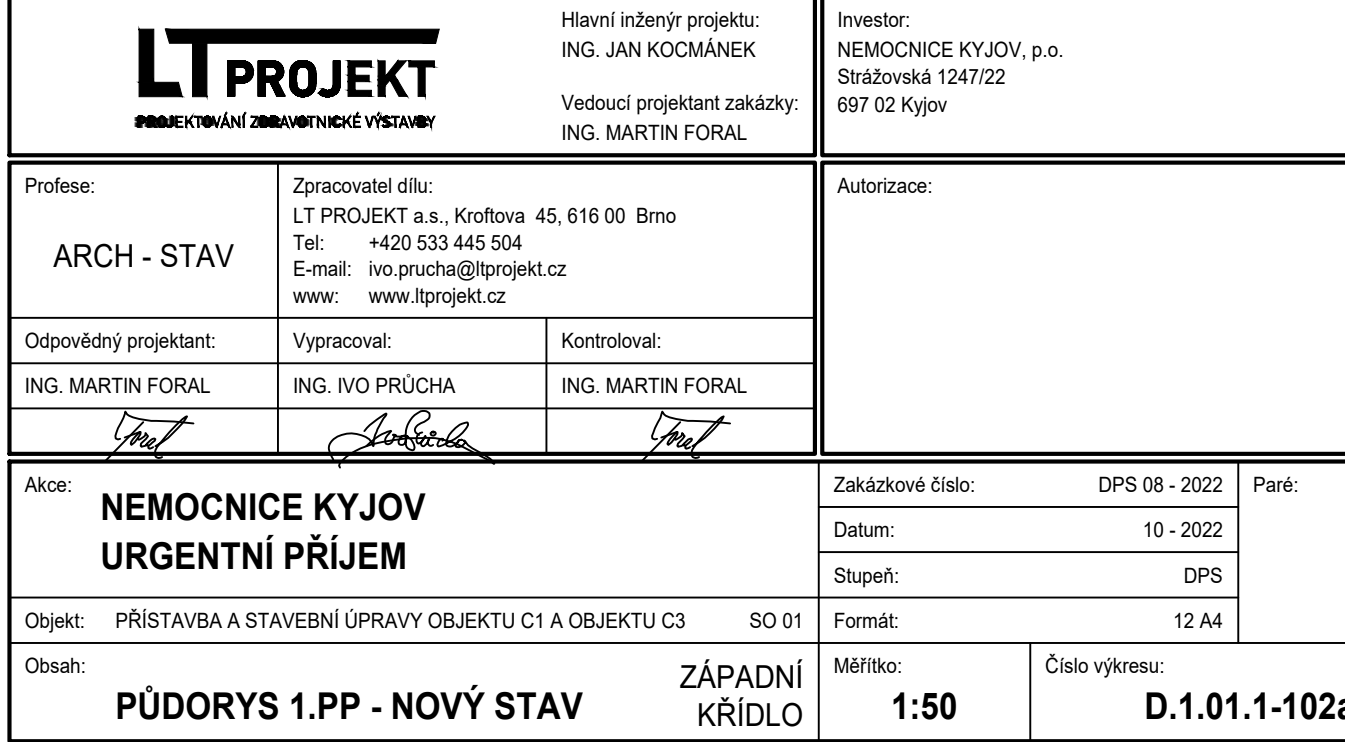 LT PROJEKT
PROJEKTOVÁNÍ ZDRAVOTNICKÉ VÝSTAVBY
Hlavní inženýr projektu:
ING. JAN KOCMÁNEK
Vedoucí projektant zakázky:
ING. MARTIN FORAL
Investor:
NEMOCNICE KYJOV, p.o.
Strážovská 1247/22
697 02 Kyjov
Profese:
ARCH - STAV
Zpracovatel dílu:
LT PROJEKT a.s., Kroftova 45, 616 00 Brno
Tel: +420 533 445 504
E-mail: ivo.prucha@ltprojekt.cz
www: www.ltprojekt.cz
Autorizace:
Odpovědný projektant:
ING. MARTIN FORAL
Vypracoval:
ING. IVO PRŮCHA
Kontroloval:
ING. MARTIN FORAL
Akce:
NEMOCNICE KYJOV
URGENTNÍ PŘÍJEM
Zakázkové číslo: DPS 08 - 2022
Datum: 10 - 2022
Stupeň: DPS
Formát: 12 A4
Paré:
Objekt: PŘÍSTAVBA A STAVEBNÍ ÚPRAVY OBJEKTU C1 A OBJEKTU C3 SO 01
Obsah:
PŮDORYS 1.PP - NOVÝ STAV
ZÁPADNÍ
KŘÍDLO
Měřítko:
1:50
Číslo výkresu:
D.1.01.1-102a